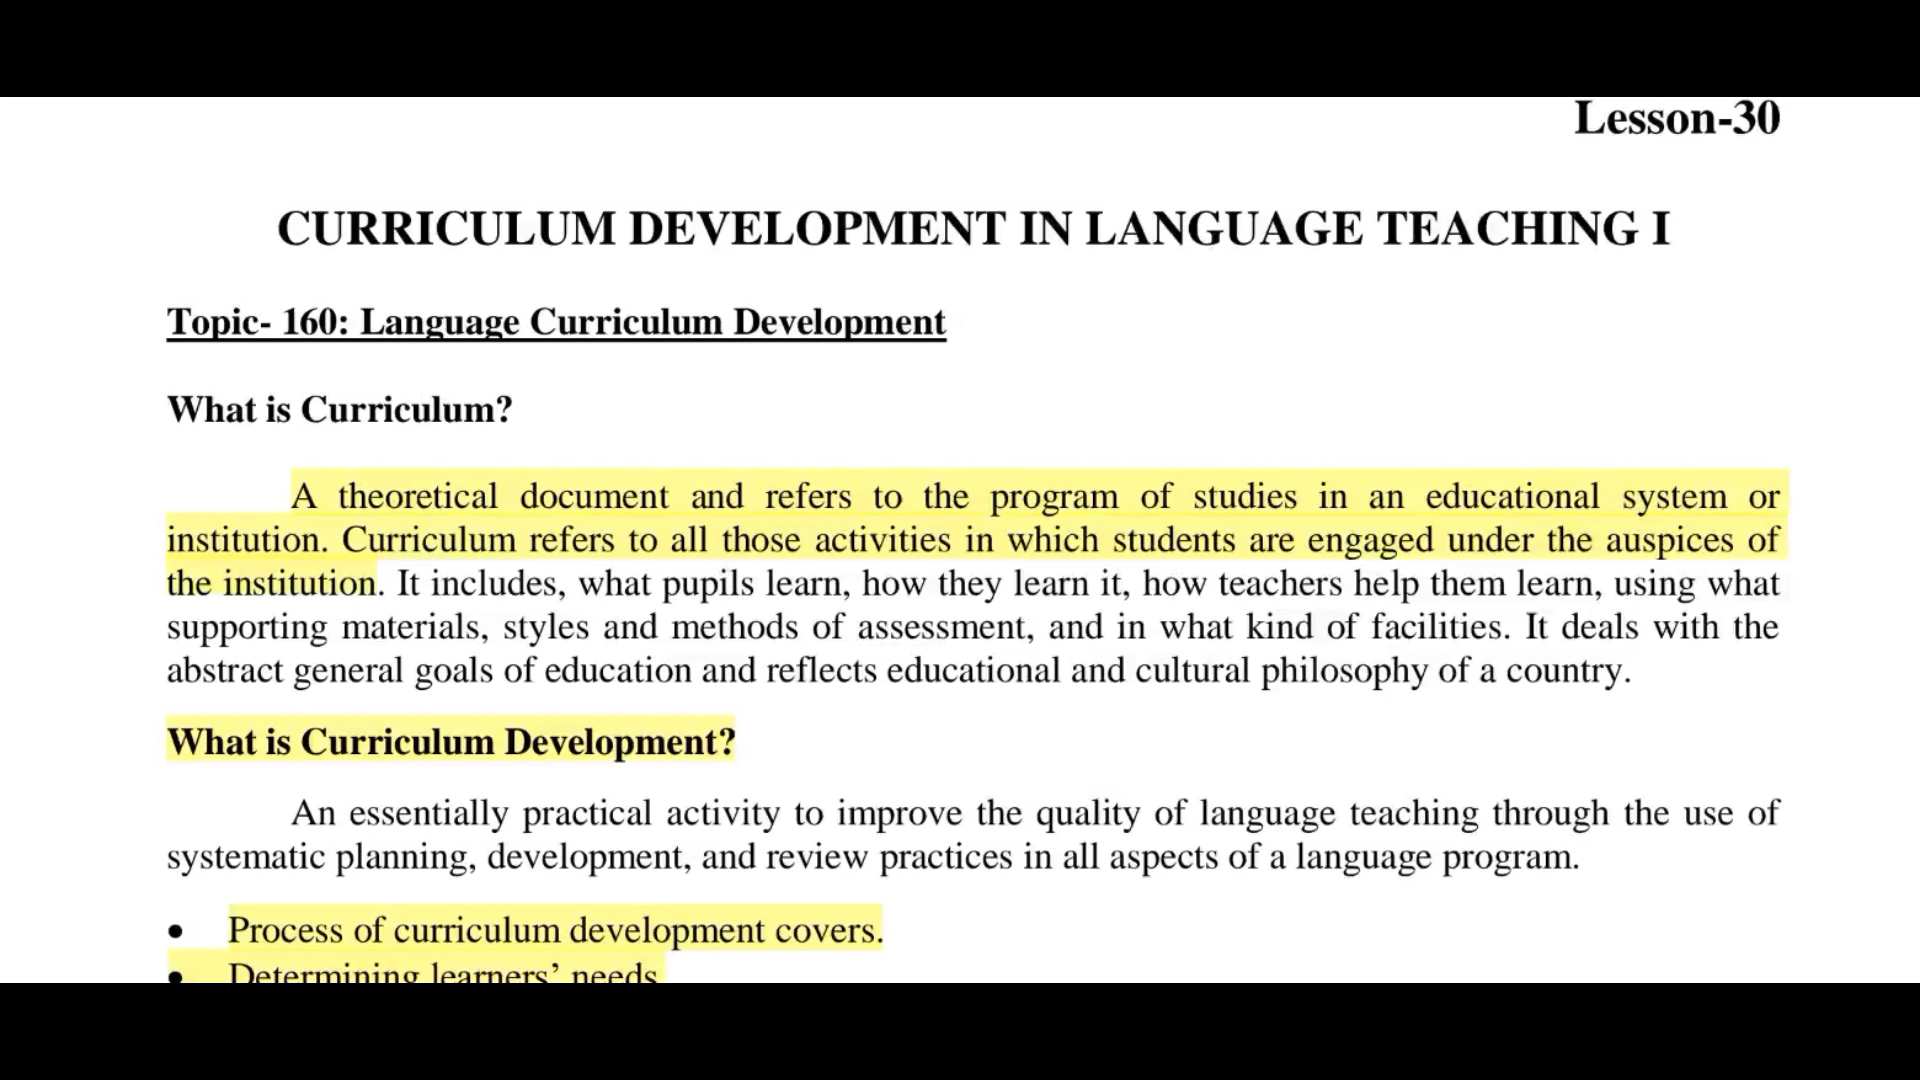 Lesson-30
CURRICULUM DEVELOPMENT IN LANGUAGE TEACHING I
Topic- 160: Language Curriculum Development
What is Curriculum?
A theoretical document and refers to the program of studies in an educational system or
institution. Curriculum refers to all those activities in which students are engaged under the auspices of
the institution. It includes, what pupils learn, how they learn it, how teachers help them learn, using what
supporting materials, styles and methods of assessment, and in what kind of facilities. It deals with the
abstract general goals of education and reflects educational and cultural philosophy of a country.
What is Curriculum Development?
An essentially practical activity to improve the quality of language teaching through the use of
systematic planning, development, and review practices in all aspects of a language program.
• Process of curriculum development covers.
• Determining learners’ needs